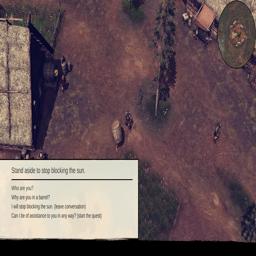 Stand aside to stop blocking the sun.
Who are you?
Why are you in a barrel?
I will stop blocking the sun. (leave conversation)
Can I be of assistance to you in any way? (start the quest)